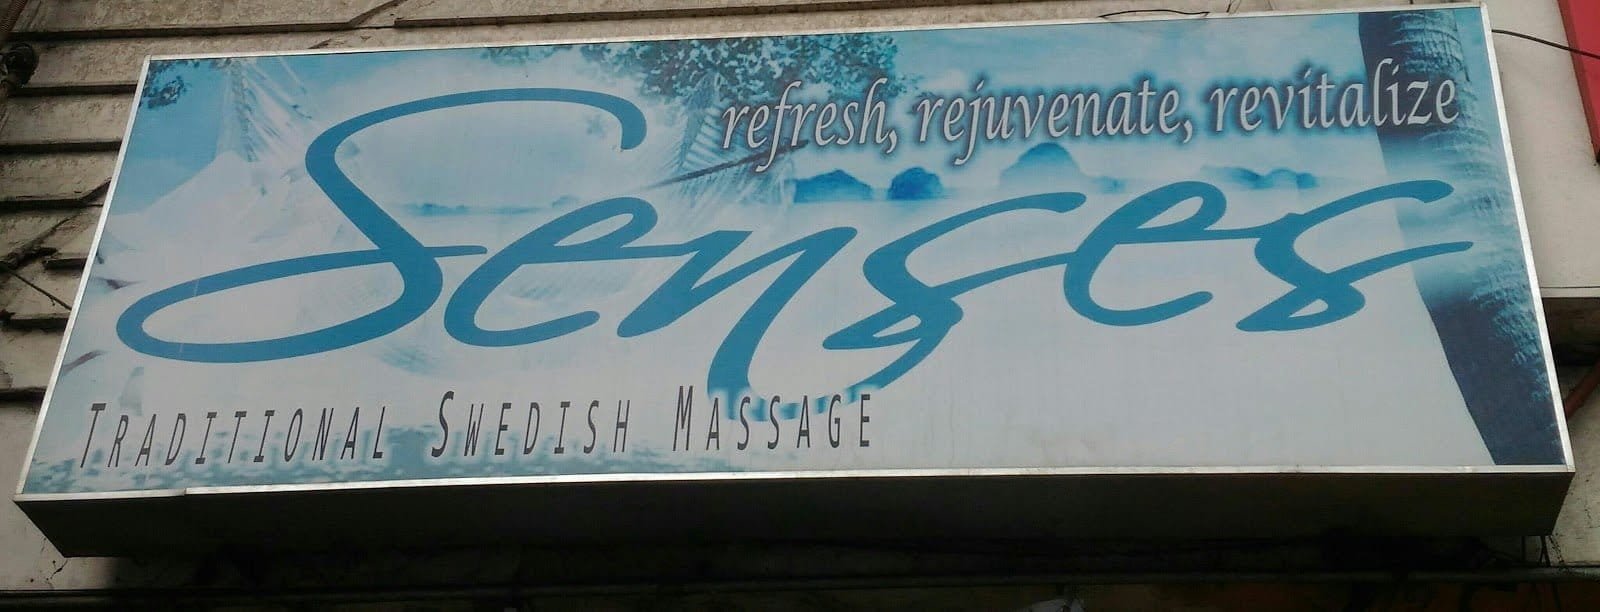 refresh, rejuvenate, revitalize
Senses
TRADITIONAL SWEDISH MASSAGE